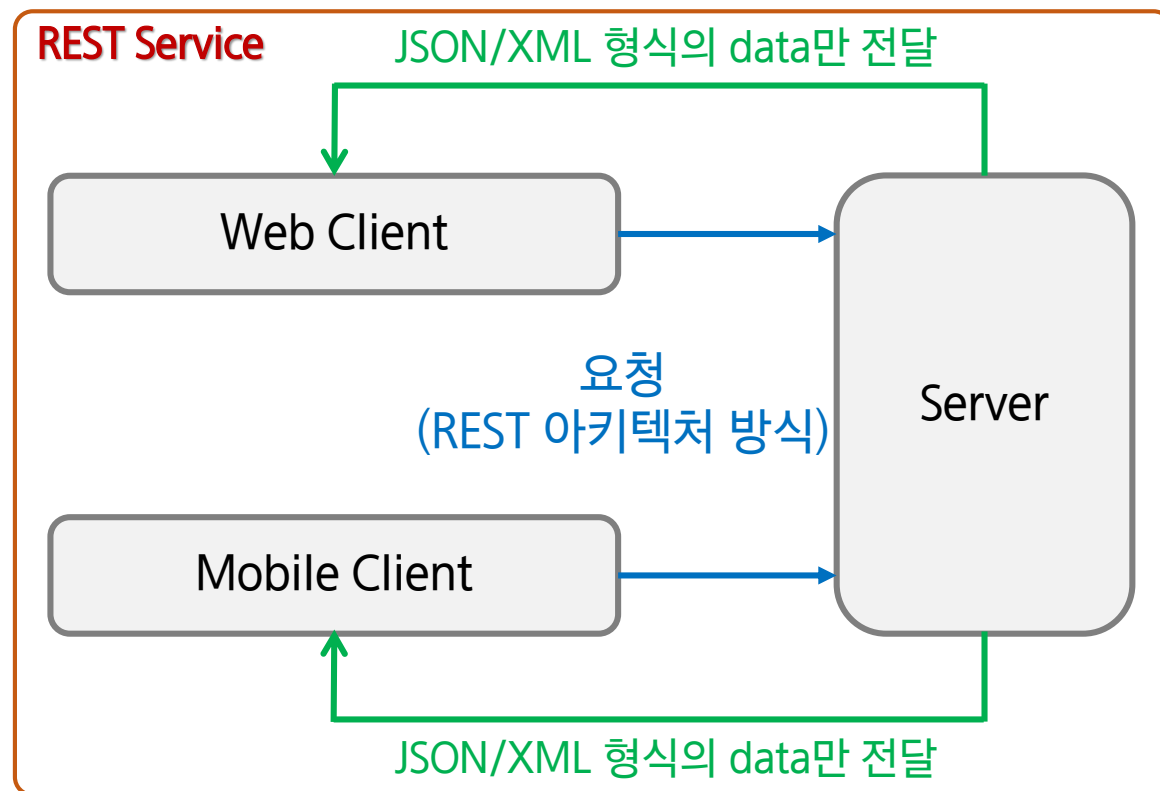 REST Service
JSON/XML 형식의 data만 전달
Web Client
요청
(REST 아키텍처 방식)
Server
Mobile Client
JSON/XML 형식의 data만 전달